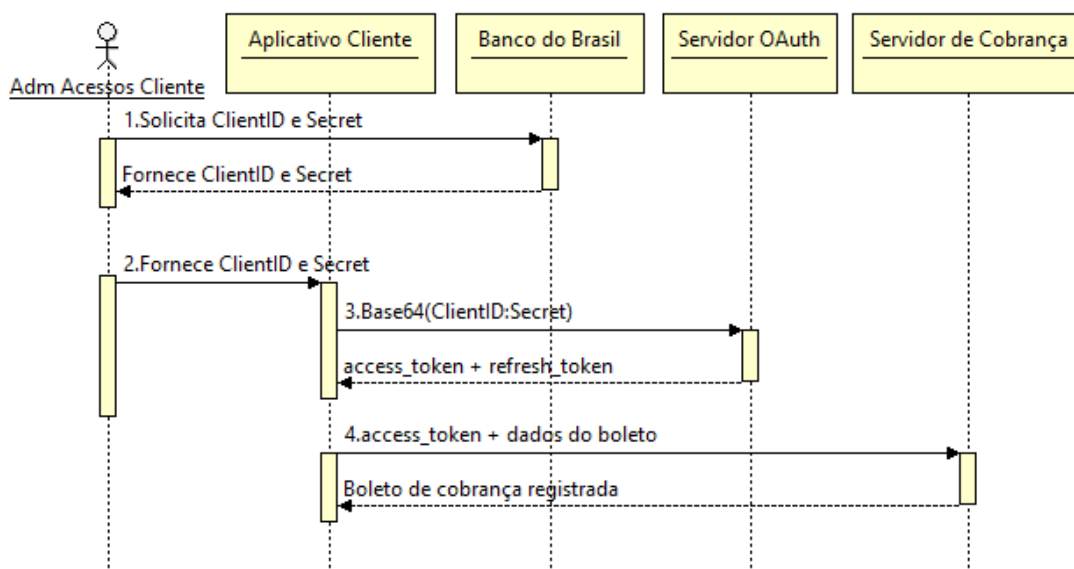 Aplicativo Cliente
Banco do Brasil
Servidor OAuth
Servidor de Cobrança
Adm Acessos Cliente
1.Solicita ClientID e Secret
Fornece ClientID e Secret
2.Fornece ClientID e Secret
3.Base64(ClientID:Secret)
access_token + refresh_token
4.access_token + dados do boleto
Boleto de cobrança registrada